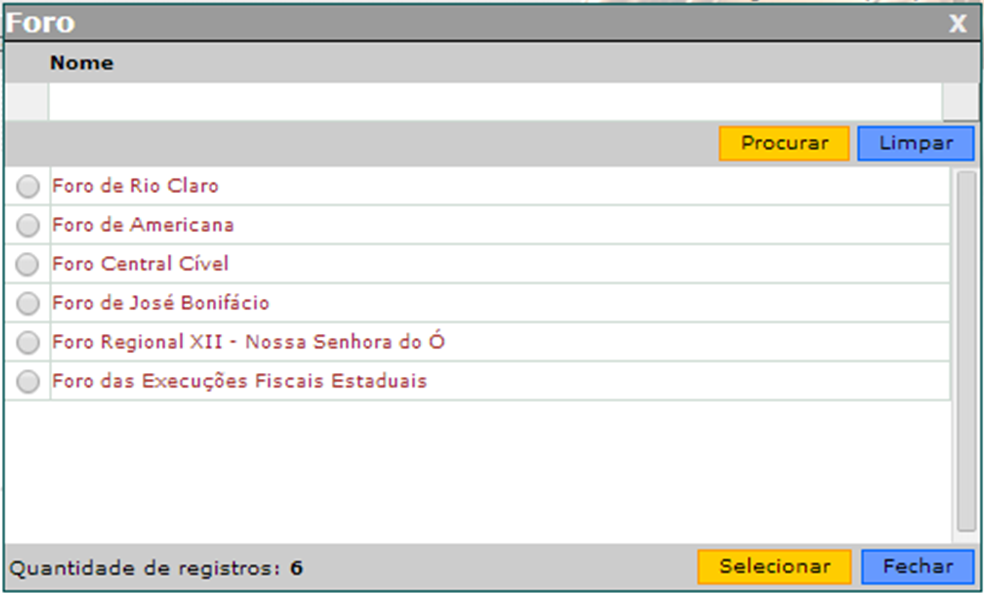 Foro X
Nome
Procurar Limpar
Foro de Rio Claro
Foro de Americana
Foro Central Cível
Foro de José Bonifácio
Foro Regional XII - Nossa Senhora do Ó
Foro das Execuções Fiscais Estaduais
Quantidade de registros: 6 Selecionar Fechar